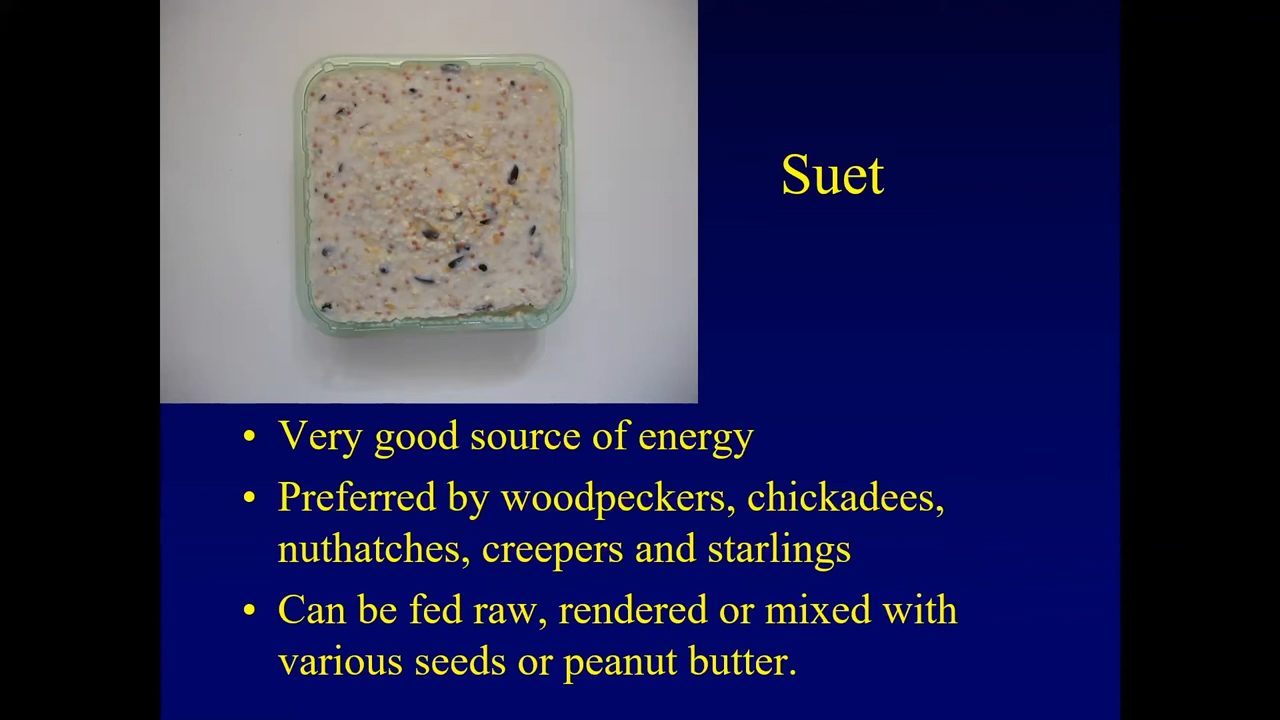 Suet
• Very good source of energy
• Preferred by woodpeckers, chickadees,
nuthatches, creepers and starlings
• Can be fed raw, rendered or mixed with
various seeds or peanut butter.